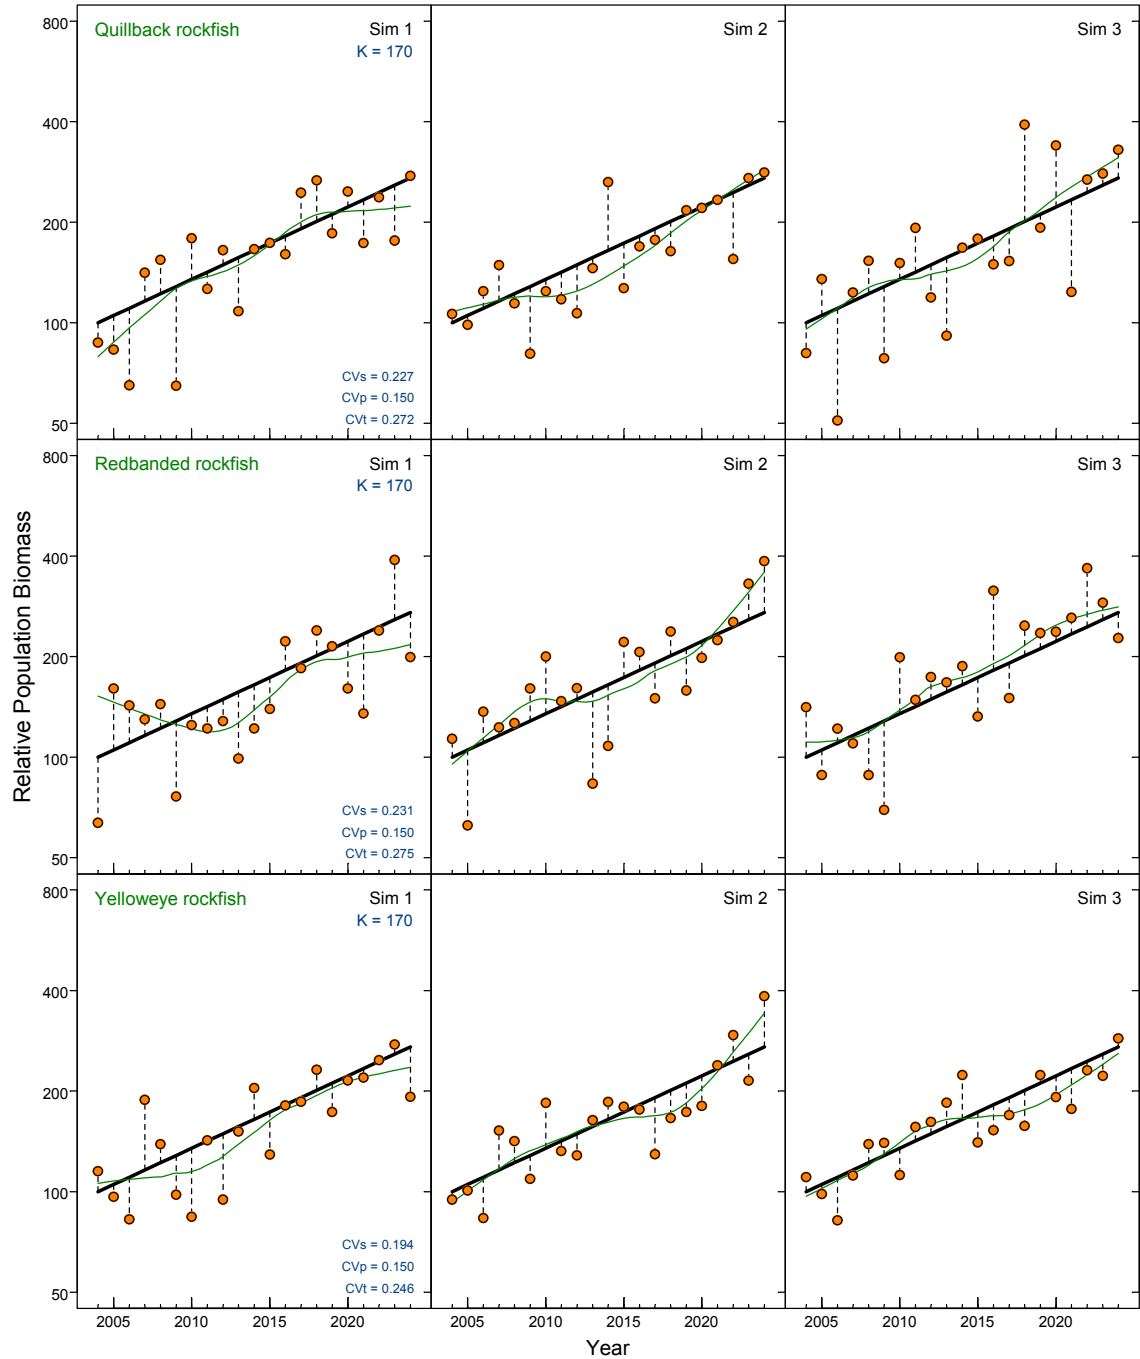 Quillback rockfish
Sim 1
K = 170
Sim 2
Sim 3
800
400
200
100
50
CVs = 0.227
CVp = 0.150
CVt = 0.272
Redbanded rockfish
Sim 1
K = 170
Sim 2
Sim 3
800
400
200
100
50
CVs = 0.231
CVp = 0.150
CVt = 0.275
Relative Population Biomass
Yelloweye rockfish
Sim 1
K = 170
Sim 2
Sim 3
800
400
200
100
50
CVs = 0.194
CVp = 0.150
CVt = 0.246
2005 2010 2015 2020 2005 2010 2015 2020 2005 2010 2015 2020
Year